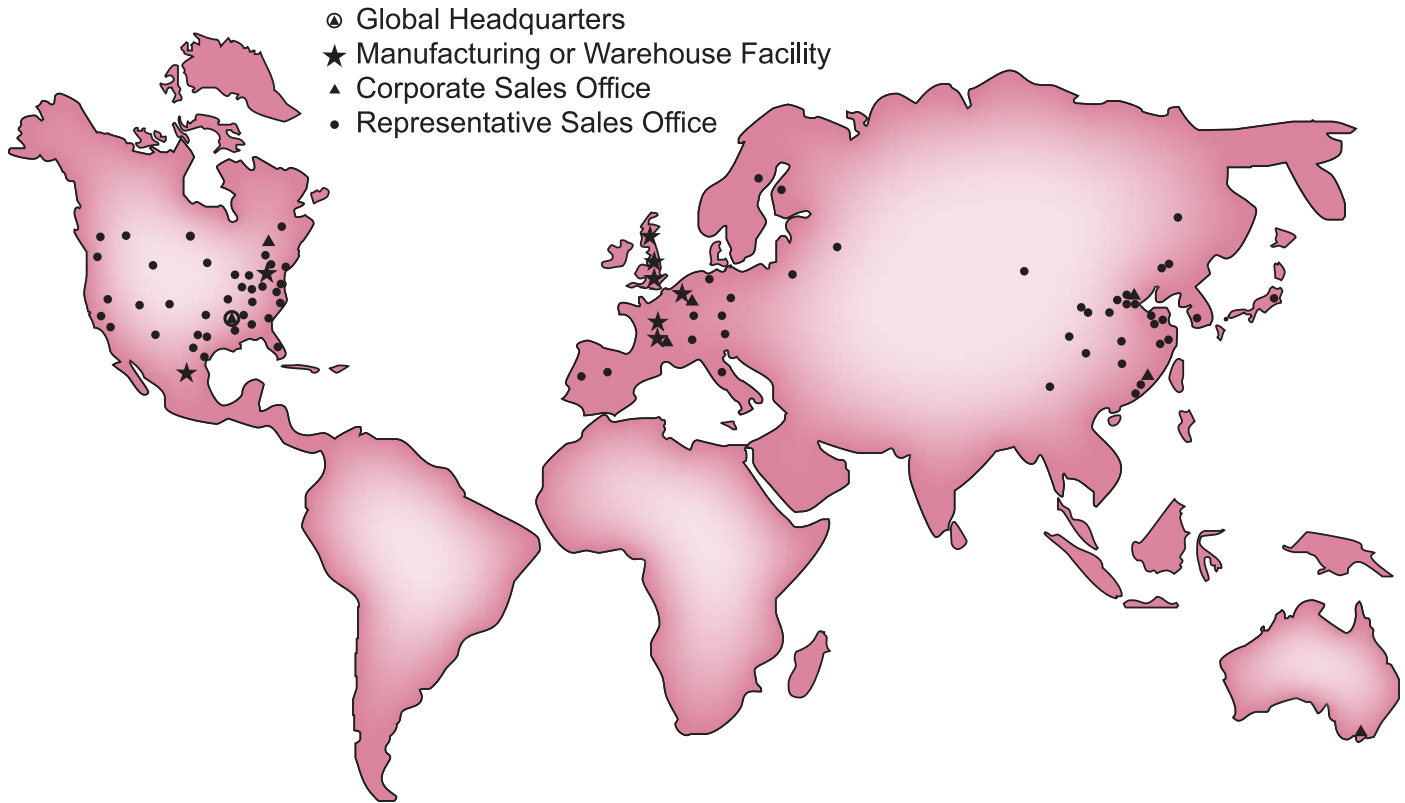 Global Headquarters
Manufacturing or Warehouse Facility
Corporate Sales Office
Representative Sales Office